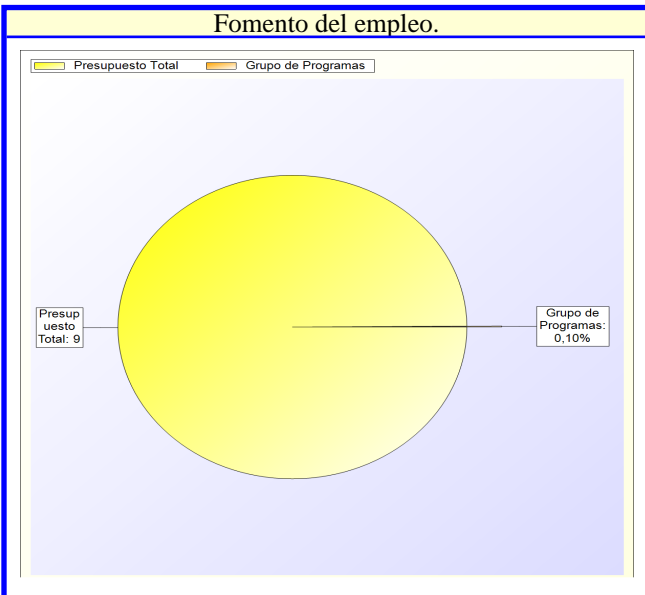 Fomento del empleo.
Presupuesto Total Grupo de Programas
Presup
uesto
Total: 9
Grupo de
Programas:
0,10%